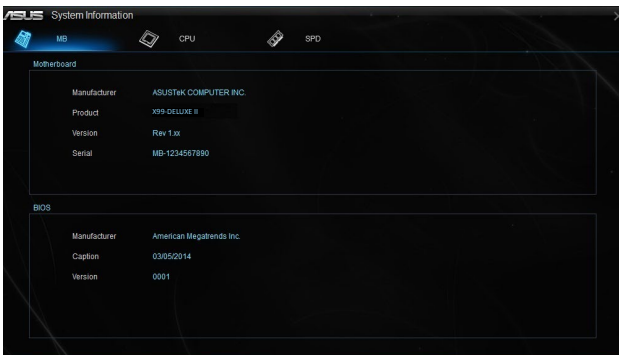 ASUS System Information
MB CPU SPD
Motherboard
Manufacturer ASUSTeK COMPUTER INC.
Product X99-DELUXE II
Version Rev 1.xx
Serial MB-1234567890
BIOS
Manufacturer American Megatrends Inc.
Caption 03/05/2014
Version 0001